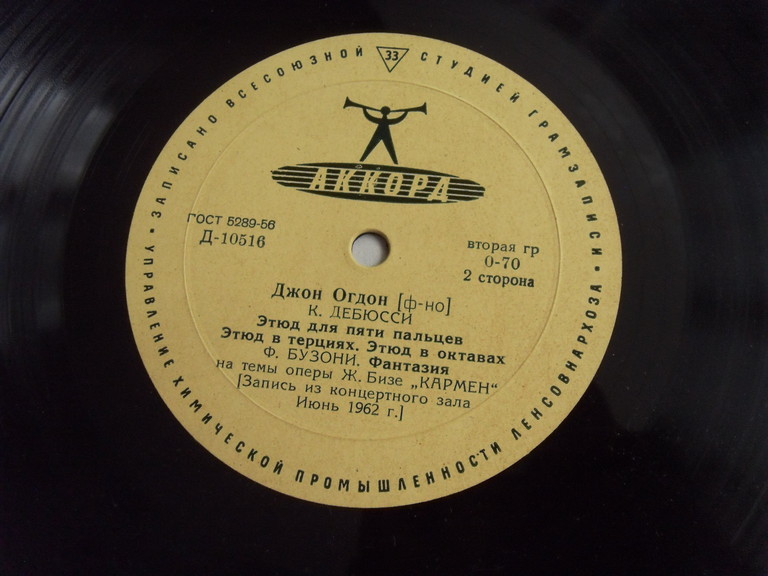 ЗАПИСАНО ВСЕСОЮЗНОЙ 33 СТУДИЕЙ ГРАМЗАПИСИ
АККОРД
ГОСТ 5289-56
Д-10516
вторая гр
0-70
2 сторона
Джон Огдон [ф-но]
К. ДЕБЮССИ
Этюд для пяти пальцев
Этюд в терциях. Этюд в октавах
Ф. БУЗОНИ. Фантазия
на темы оперы Ж. Бизе „КАРМЕН“
[Запись из концертного зала
Июнь 1962 г.]
• УПРАВЛЕНИЕ ХИМИЧЕСКОЙ ПРОМЫШЛЕННОСТИ ЛЕНСОВНАРХОЗА •